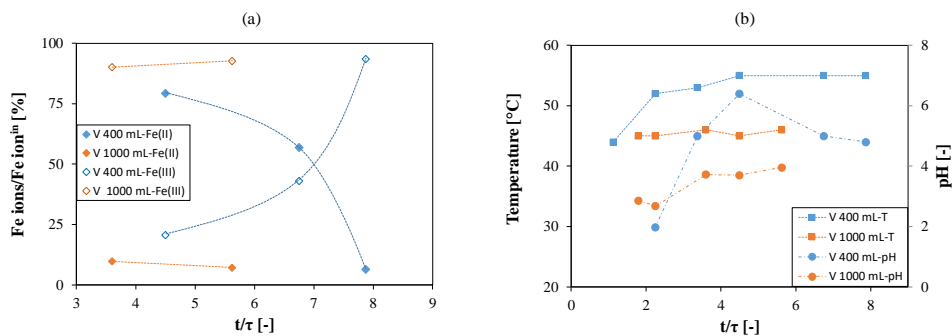 (a)
100
75
50
25
0
Fe ions/Fe ionⁱⁿ [%]
V 400 mL-Fe(II)
V 1000 mL-Fe(II)
V 400 mL-Fe(III)
V 1000 mL-Fe(III)
3 4 5 6 7 8 9
t/τ [-]
(b)
60
50
40
30
20
Temperature [°C]
8
6
4
2
0
pH [-]
V 400 mL-T
V 1000 mL-T
V 400 mL-pH
V 1000 mL-pH
0 2 4 6 8
t/τ [-]